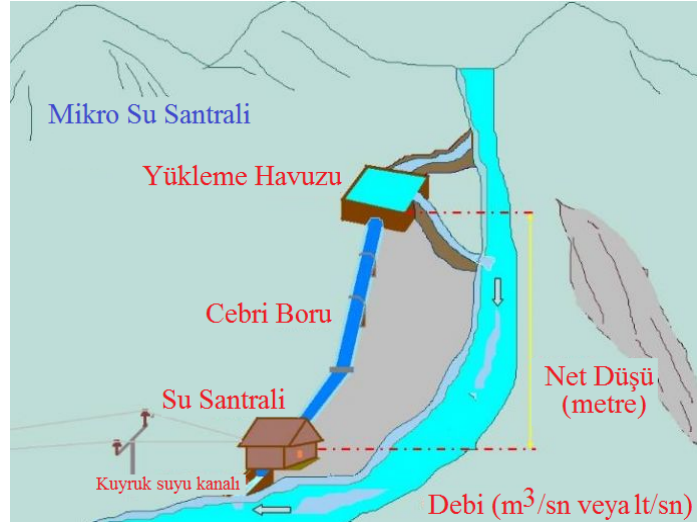 Mikro Su Santrali
Yükleme Havuzu
Cebri Boru
Net Düşü
(metre)
Su Santrali
Kuyruk suyu kanalı
Debi (m³/sn veya lt/sn)